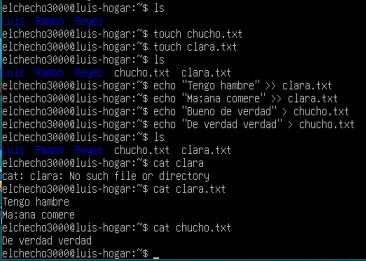 elchecho3000@luis-hogar:~$ ls
Luis  Ramon  Reyes
elchecho3000@luis-hogar:~$ touch chucho.txt
elchecho3000@luis-hogar:~$ touch clara.txt
elchecho3000@luis-hogar:~$ ls
Luis  Ramon  Reyes  chucho.txt  clara.txt
elchecho3000@luis-hogar:~$ echo "Tengo hambre" >> clara.txt
elchecho3000@luis-hogar:~$ echo "Ma;ana comere" >> clara.txt
elchecho3000@luis-hogar:~$ echo "Bueno de verdad" > chucho.txt
elchecho3000@luis-hogar:~$ echo "De verdad verdad" > chucho.txt
elchecho3000@luis-hogar:~$ ls
Luis  Ramon  Reyes  chucho.txt  clara.txt
elchecho3000@luis-hogar:~$ cat clara
cat: clara: No such file or directory
elchecho3000@luis-hogar:~$ cat clara.txt
Tengo hambre
Ma;ana comere
elchecho3000@luis-hogar:~$ cat chucho.txt
De verdad verdad
elchecho3000@luis-hogar:~$ _